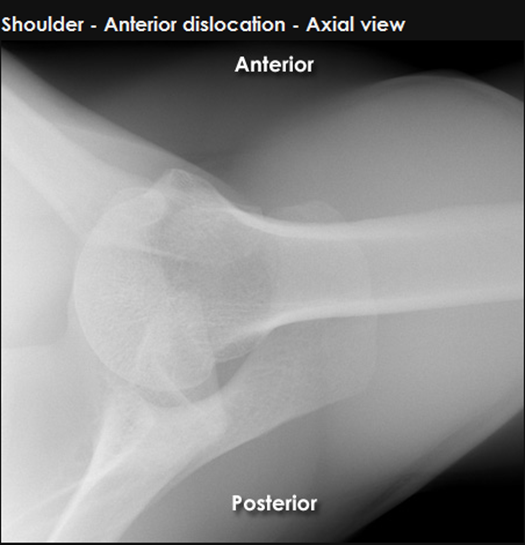 Shoulder - Anterior dislocation - Axial view
Anterior
Posterior